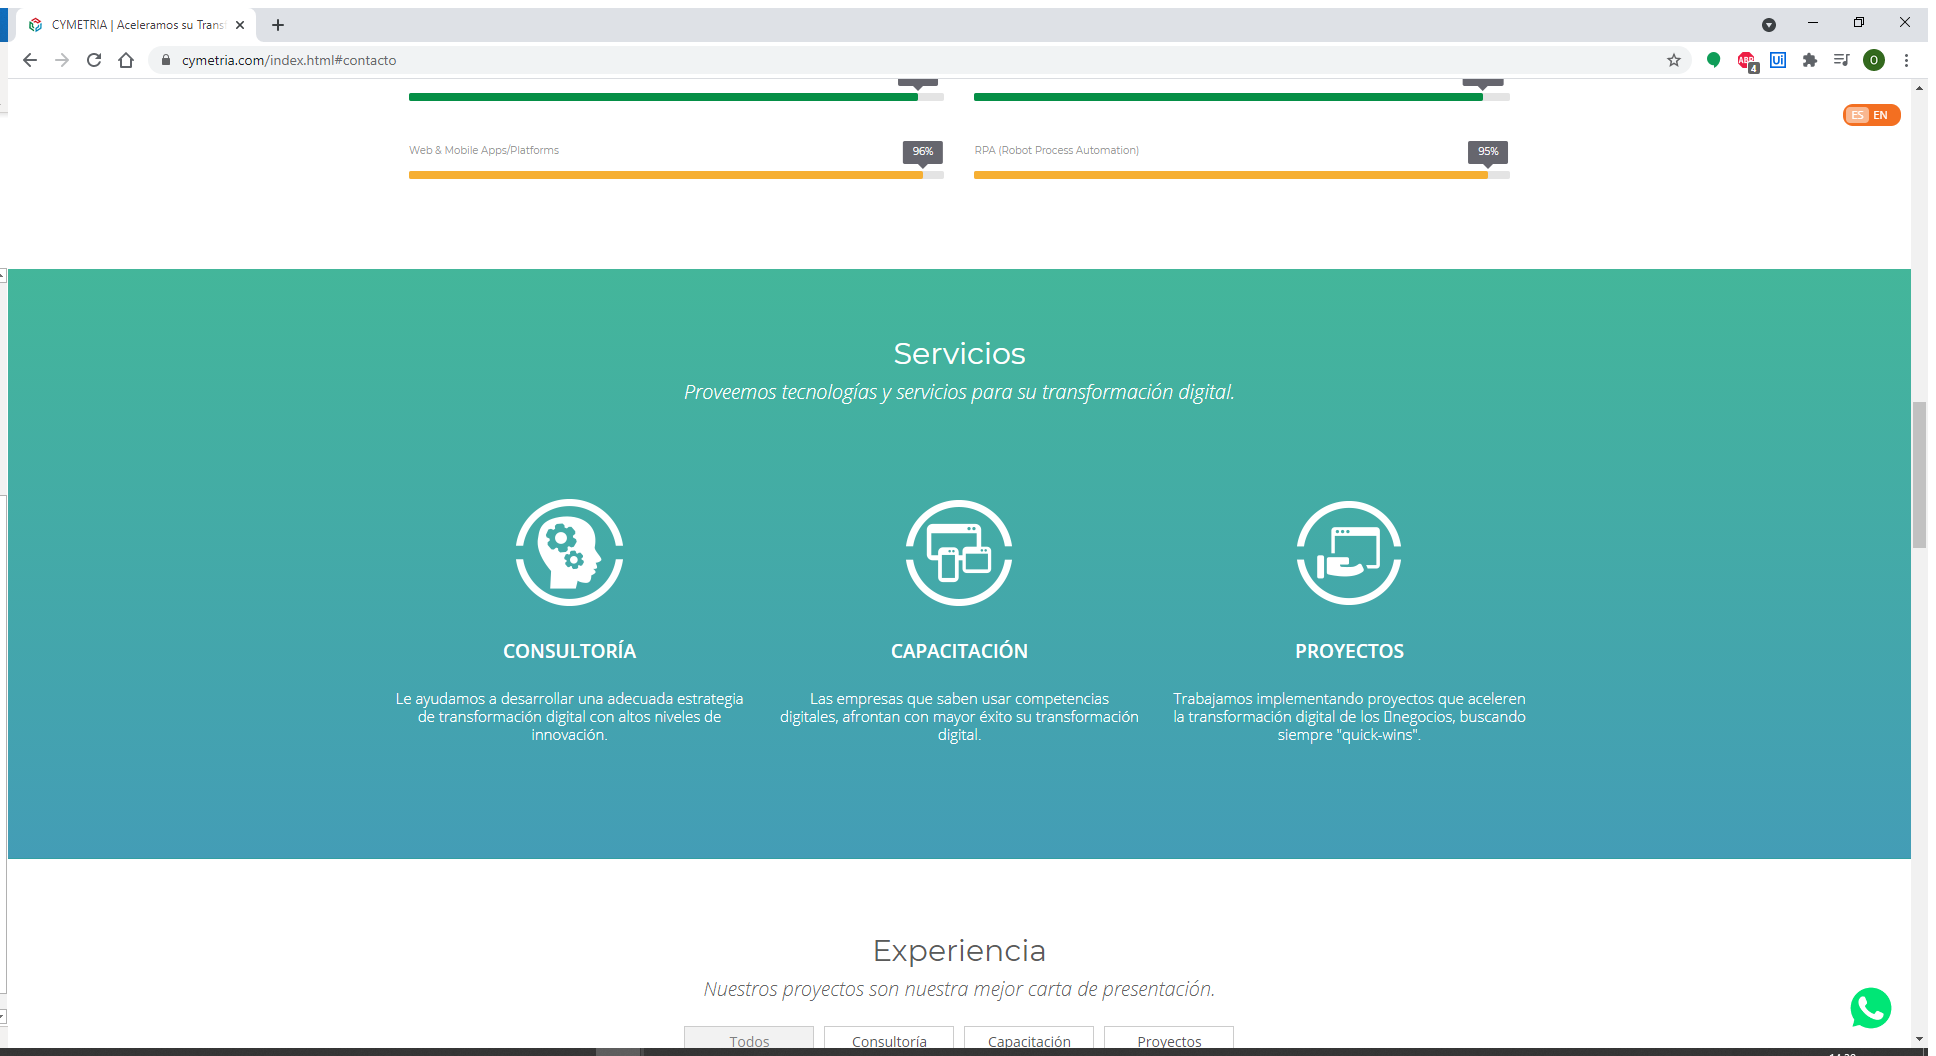 CYMETRIA | Aceleramos su Trans
cymetria.com/index.html#contacto
ABP
4
Ui
O
ES EN
Web & Mobile Apps/Platforms
96%
RPA (Robot Process Automation)
95%
Servicios
Proveemos tecnologías y servicios para su transformación digital.
CONSULTORÍA
Le ayudamos a desarrollar una adecuada estrategia
de transformación digital con altos niveles de
innovación.
CAPACITACIÓN
Las empresas que saben usar competencias
digitales, afrontan con mayor éxito su transformación
digital.
PROYECTOS
Trabajamos implementando proyectos que aceleren
la transformación digital de los negocios, buscando
siempre "quick-wins".
Experiencia
Nuestros proyectos son nuestra mejor carta de presentación.
Todos
Consultoría
Capacitación
Proyectos